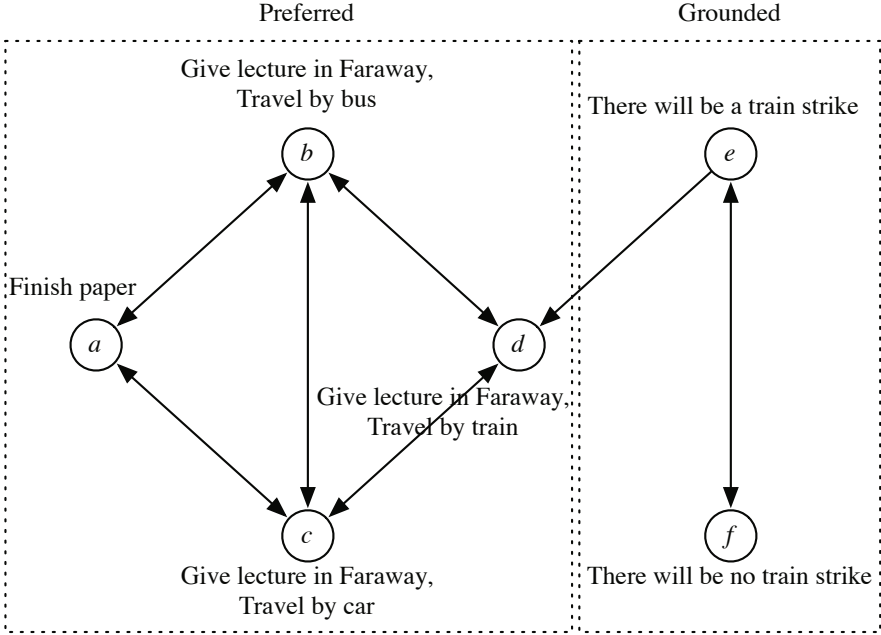 Preferred
Grounded
Give lecture in Faraway,
Travel by bus
There will be a train strike
b
e
Finish paper
a
d
Give lecture in Faraway,
Travel by train
c
f
Give lecture in Faraway,
Travel by car
There will be no train strike